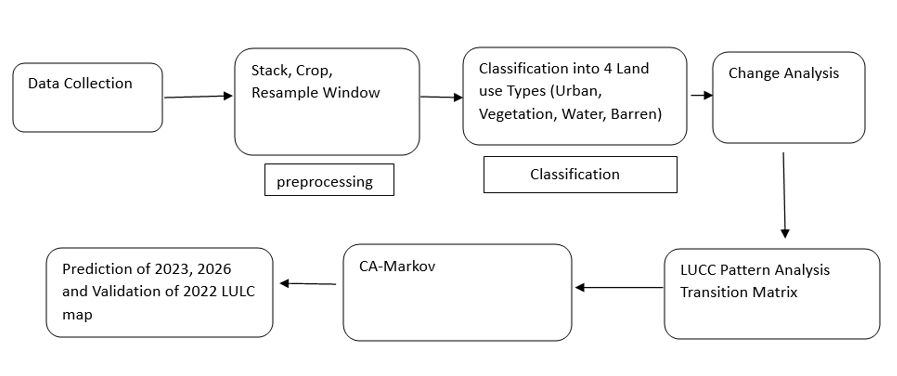 Data Collection
Stack, Crop,
Resample Window
preprocessing
Classification into 4 Land
use Types (Urban,
Vegetation, Water, Barren)
Classification
Change Analysis
LUCC Pattern Analysis
Transition Matrix
CA-Markov
Prediction of 2023, 2026
and Validation of 2022 LULC
map